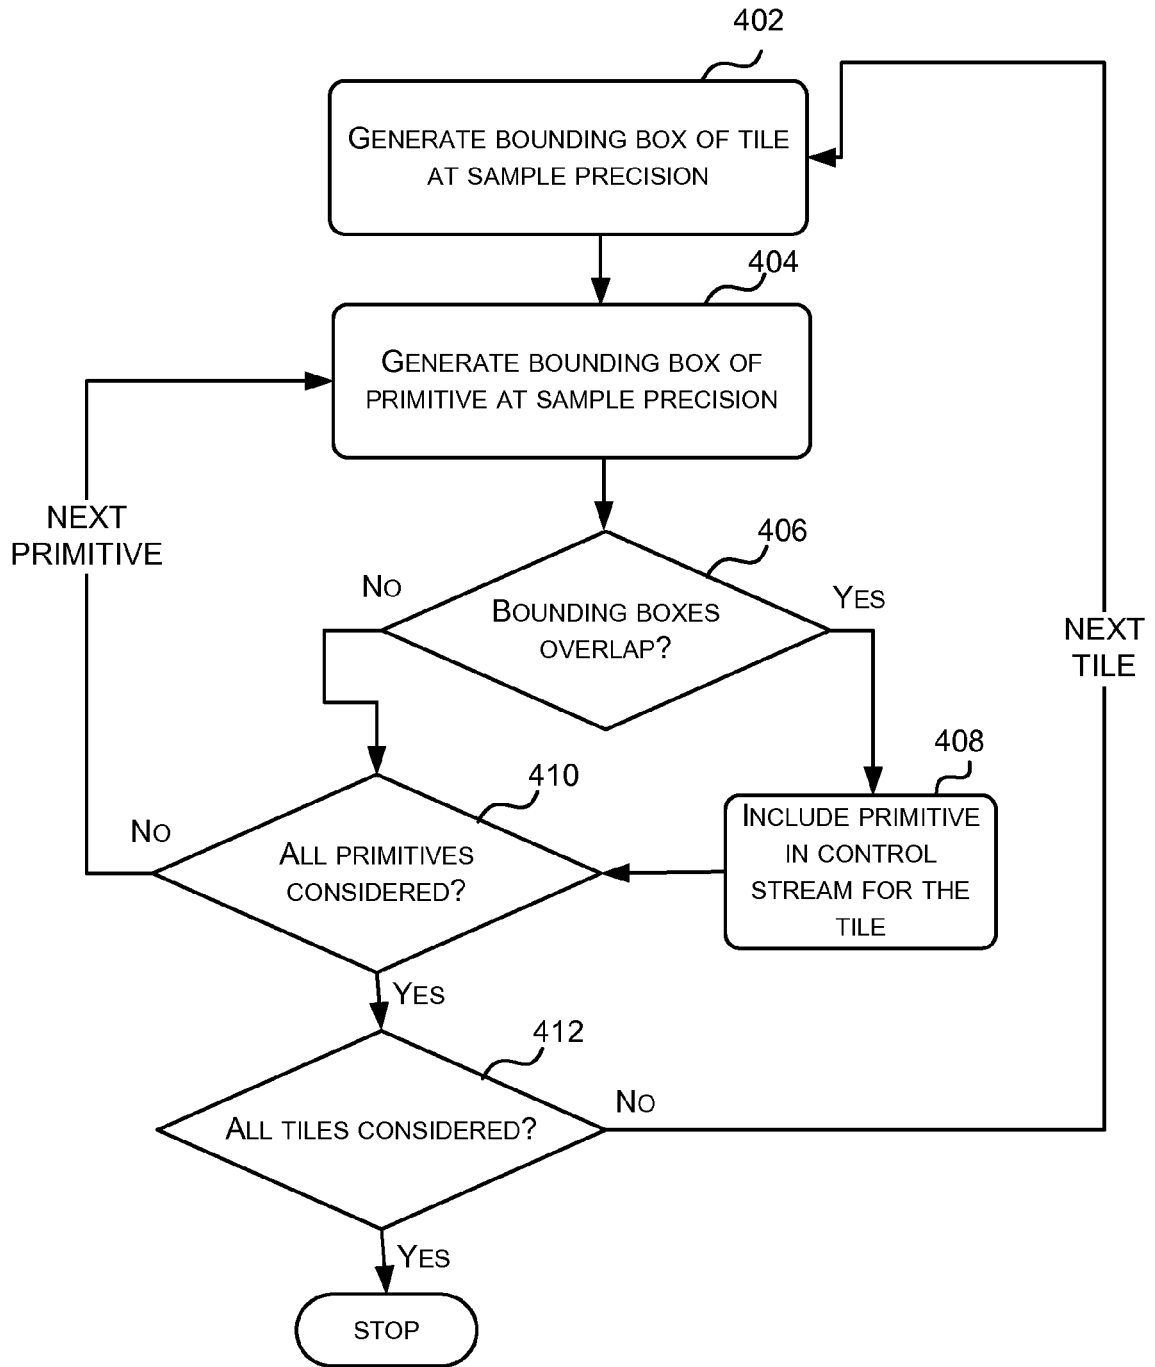 402
GENERATE BOUNDING BOX OF TILE
AT SAMPLE PRECISION
404
GENERATE BOUNDING BOX OF
PRIMITIVE AT SAMPLE PRECISION
NEXT
PRIMITIVE
406
NO
YES
BOUNDING BOXES
OVERLAP?
NEXT
TILE
408
410
INCLUDE PRIMITIVE
IN CONTROL
STREAM FOR THE
TILE
NO
ALL PRIMITIVES
CONSIDERED?
YES
412
NO
ALL TILES CONSIDERED?
YES
STOP